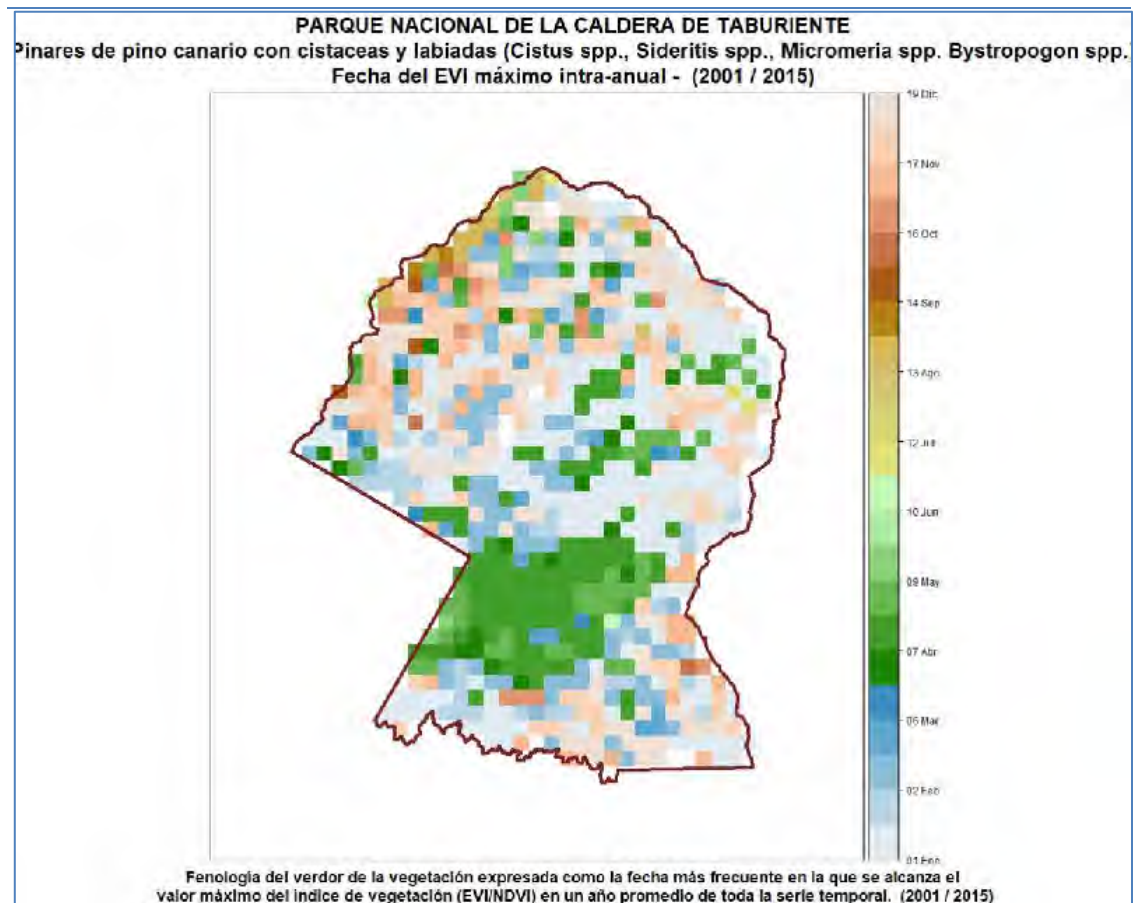 PARQUE NACIONAL DE LA CALDERA DE TABURIENTE
Pinares de pino canario con cistaceas y labiadas (Cistus spp., Sideritis spp., Micromeria spp. Bystropogon spp.
Fecha del EVI máximo intra-anual - (2001 / 2015)
19 Dic
17 Nov
16 Oct
14 Sep
13 Ago
12 Jul
10 Jun
09 May
07 Abr
05 Mar
02 Feb
01 Ene
Fenologia del verdor de la vegetación expresada como la fecha más frecuente en la que se alcanza el
valor máximo del indice de vegetación (EVI/NDVI) en un año promedio de toda la serie temporal. (2001 / 2015)